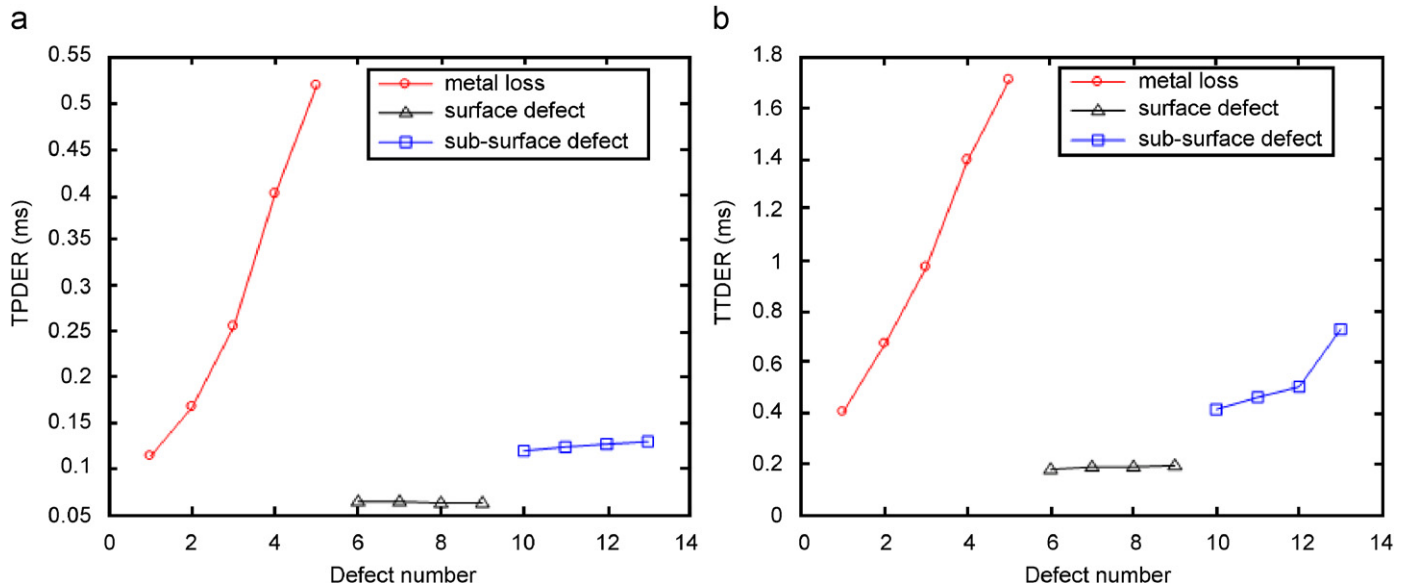 a
0.55
0.5
0.45
0.4
0.35
0.3
0.25
0.2
0.15
0.1
0.05
TPDER (ms)
metal loss
surface defect
sub-surface defect
0 2 4 6 8 10 12 14
Defect number
b
1.8
1.6
1.4
1.2
1
0.8
0.6
0.4
0.2
0
TTDER (ms)
metal loss
surface defect
sub-surface defect
0 2 4 6 8 10 12 14
Defect number